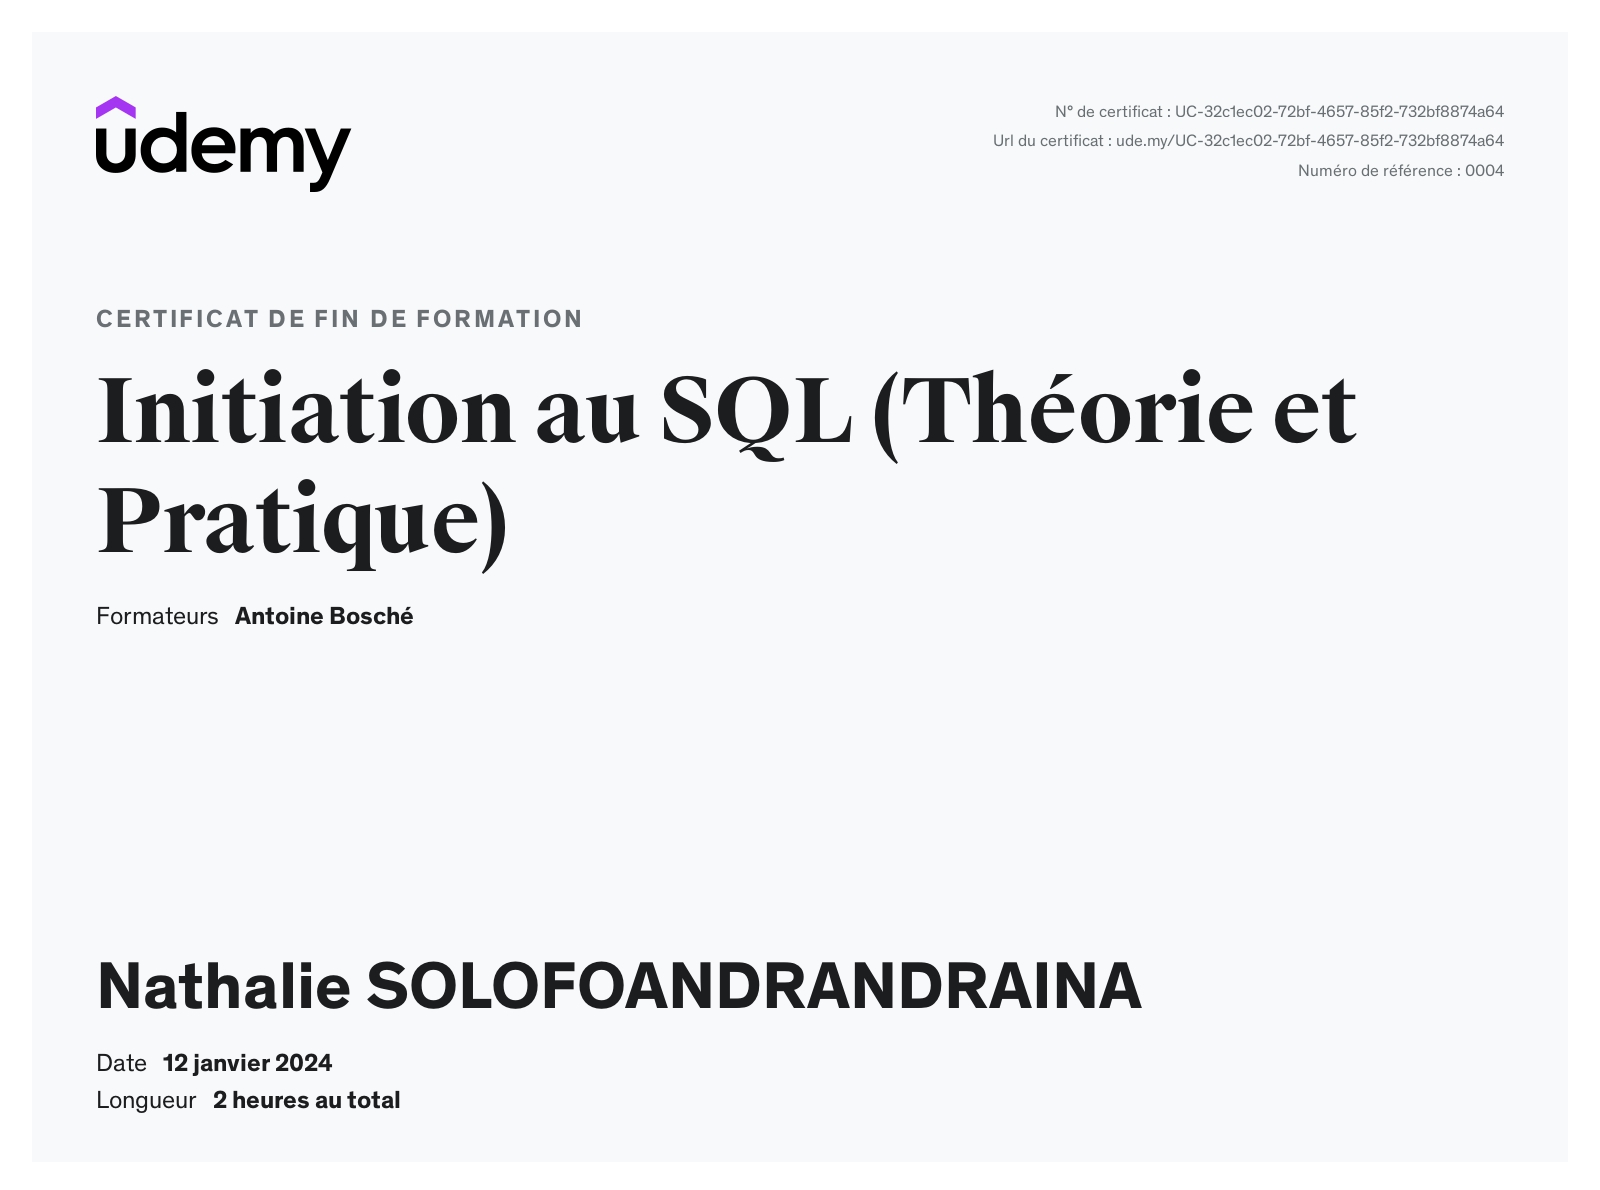 udemy
N° de certificat : UC-32c1ec02-72bf-4657-85f2-732bf8874a64
Url du certificat : ude.my/UC-32c1ec02-72bf-4657-85f2-732bf8874a64
Numéro de référence : 0004
CERTIFICAT DE FIN DE FORMATION
Initiation au SQL (Théorie et
Pratique)
Formateurs Antoine Bosché
Nathalie SOLOFOANDRANDRAINA
Date 12 janvier 2024
Longueur 2 heures au total